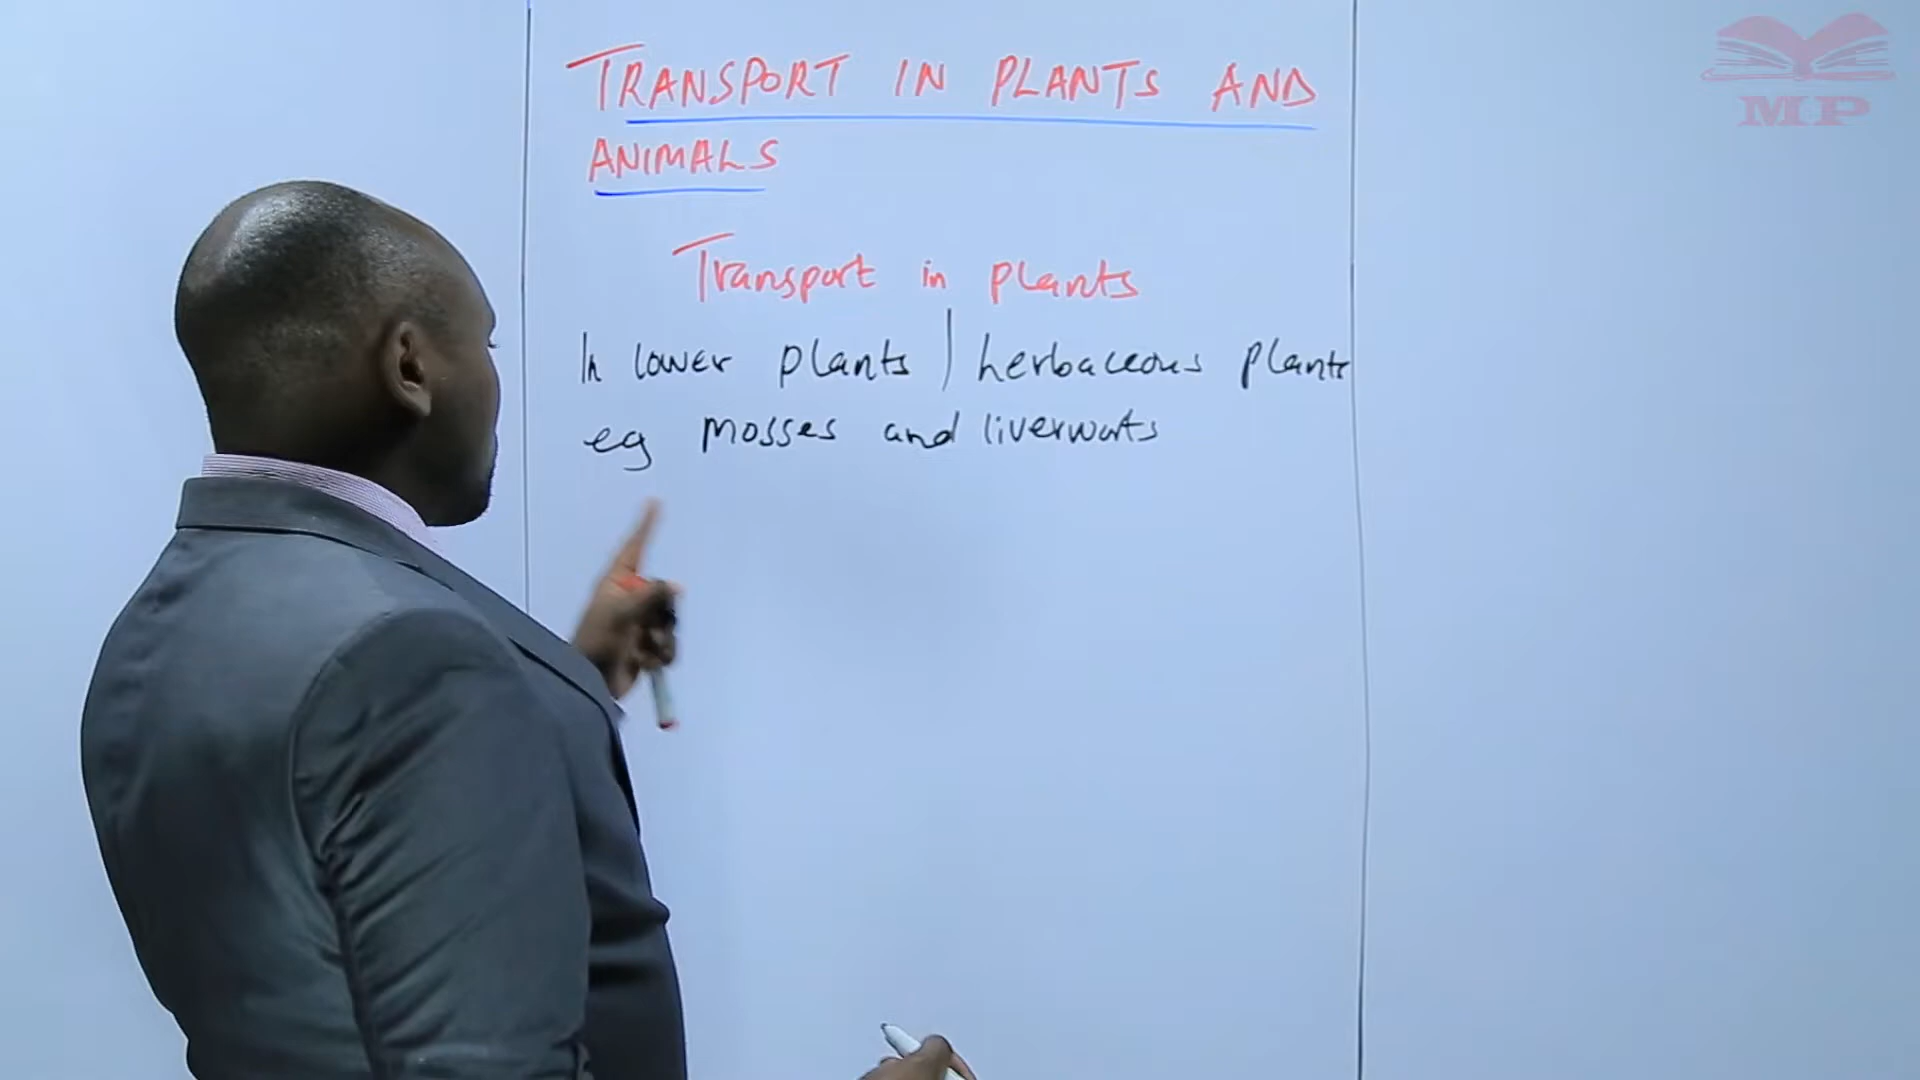 TRANSPORT IN PLANTS AND
ANIMALS
Transport in plants
In lower plants / herbaceous plants
eg mosses and liverworts
MP